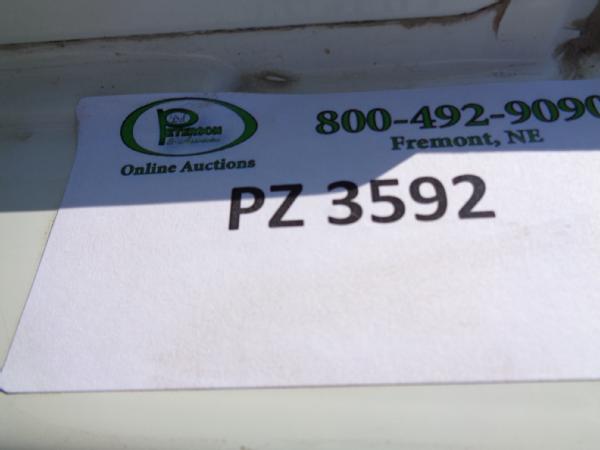 PETERSON
Online Auctions
800-492-9090
Fremont, NE
PZ 3592